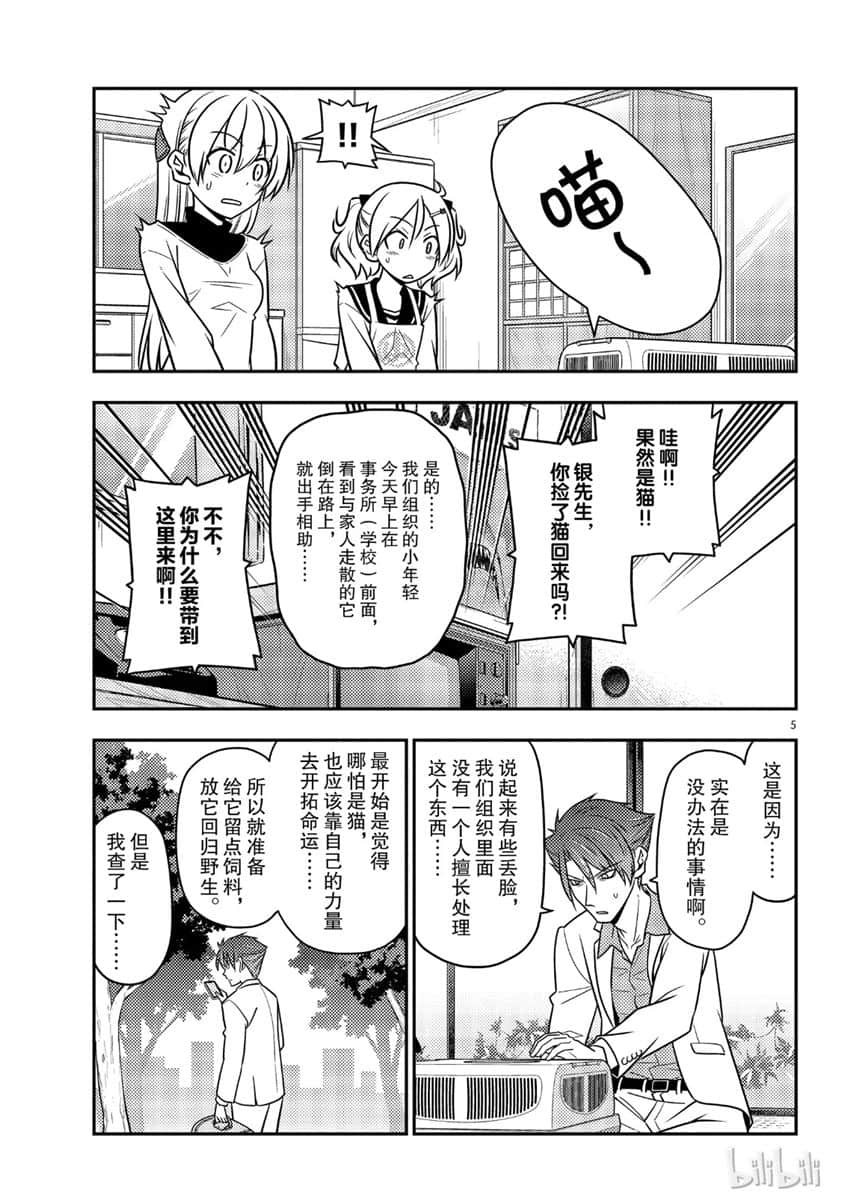 喵～
!!
哇啊!!
果然是猫!!
银先生，
你捡了猫回来吗?!
JA
S
是的……
我们组织的小年轻
今天早上在
事务所（学校）前面，
看到与家人走散的它
倒在路上，
就出手相助……
不不，
你为什么要带到
这里来啊!!
5
这是因为……
实在是
没办法的事情啊。
说起来有些丢脸，
我们组织里面
没有一个人擅长处理
这个东西……
最开始是觉得
哪怕是猫，
也应该靠自己的力量
去开拓命运……
所以就准备
给它留点饲料，
放它回归野生。
但是
我查了一下……
bilibili